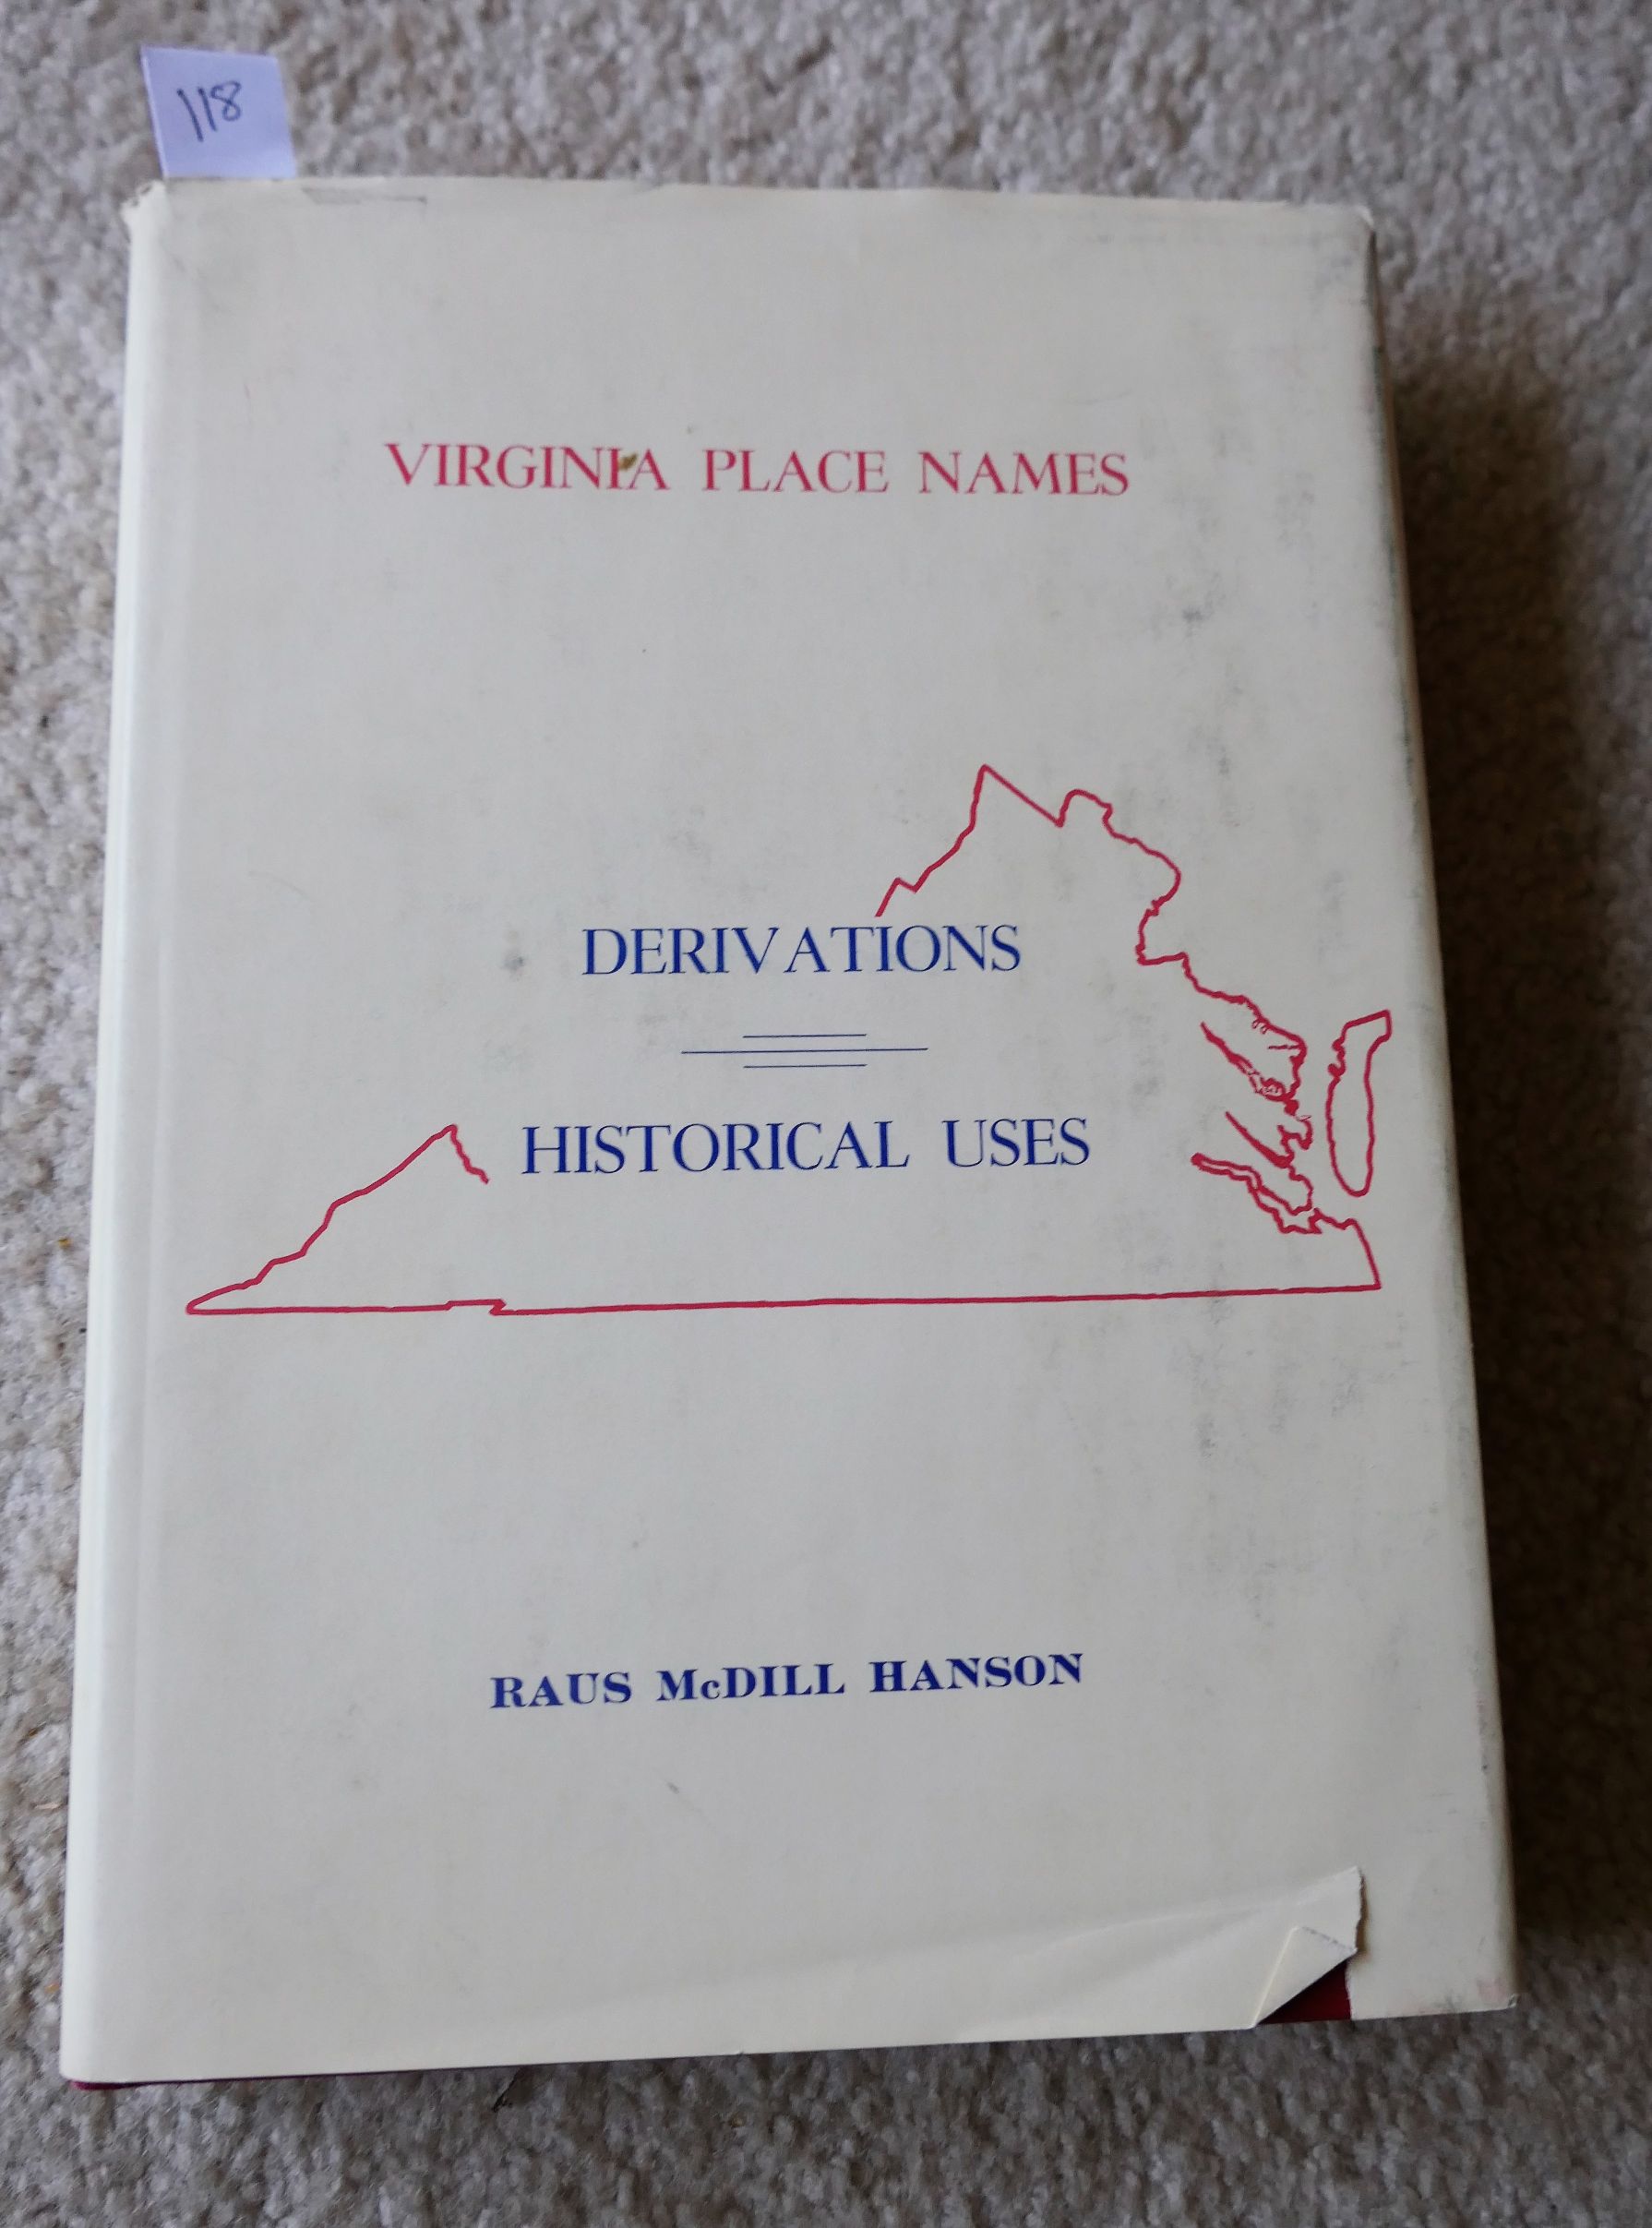 118
VIRGINIA PLACE NAMES
DERIVATIONS
HISTORICAL USES
RAUS McDILL HANSON